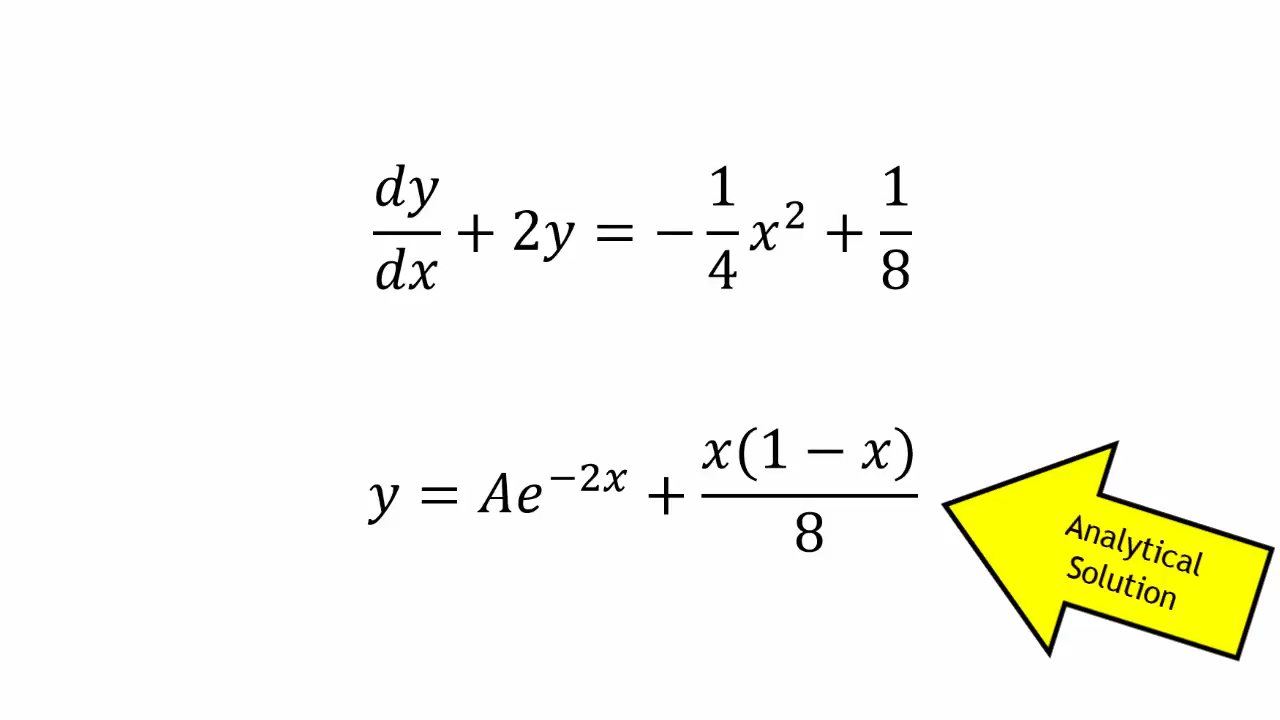 dy/dx + 2y = −1/4 x² + 1/8
y = Ae⁻²ˣ + x(1 − x)/8
Analytical
Solution